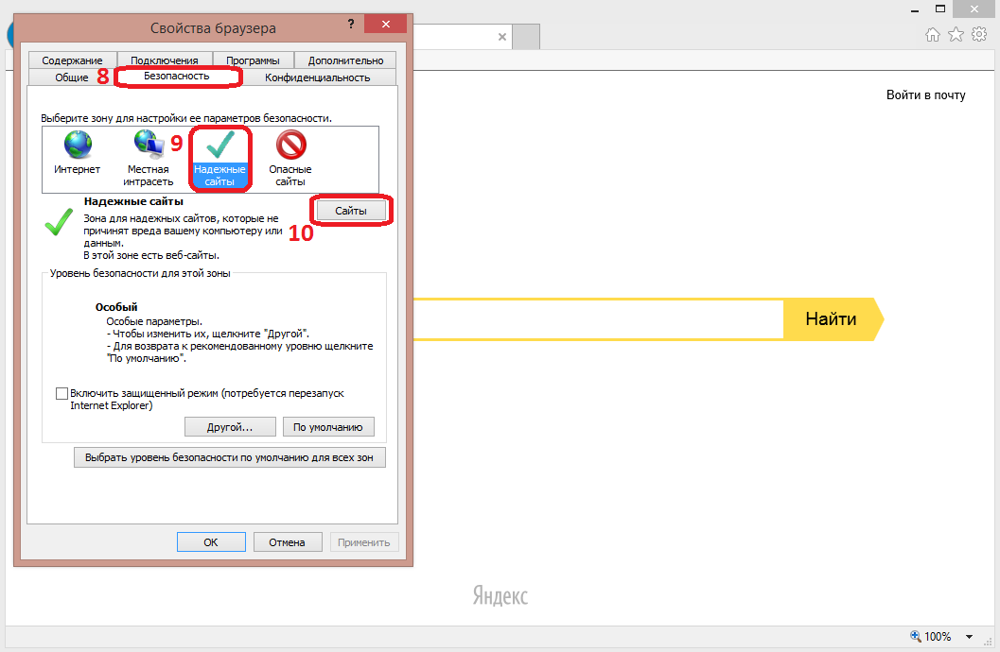 Свойства браузера
?
Содержание Подключения Программы Дополнительно
Общие 8 Безопасность Конфиденциальность
Войти в почту
Выберите зону для настройки ее параметров безопасности.
9
Интернет
Местная
интрасеть
Надежные
сайты
Опасные
сайты
Надежные сайты
Сайты
10
Зона для надежных сайтов, которые не
причинят вреда вашему компьютеру или
данным.
В этой зоне есть веб-сайты.
Уровень безопасности для этой зоны
Особый
Особые параметры.
- Чтобы изменить их, щелкните "Другой".
- Для возврата к рекомендованному уровню щелкните
"По умолчанию".
Найти
Включить защищенный режим (потребуется перезапуск
Internet Explorer)
Другой... По умолчанию
Выбрать уровень безопасности по умолчанию для всех зон
ОК Отмена Применить
Яндекс
100%